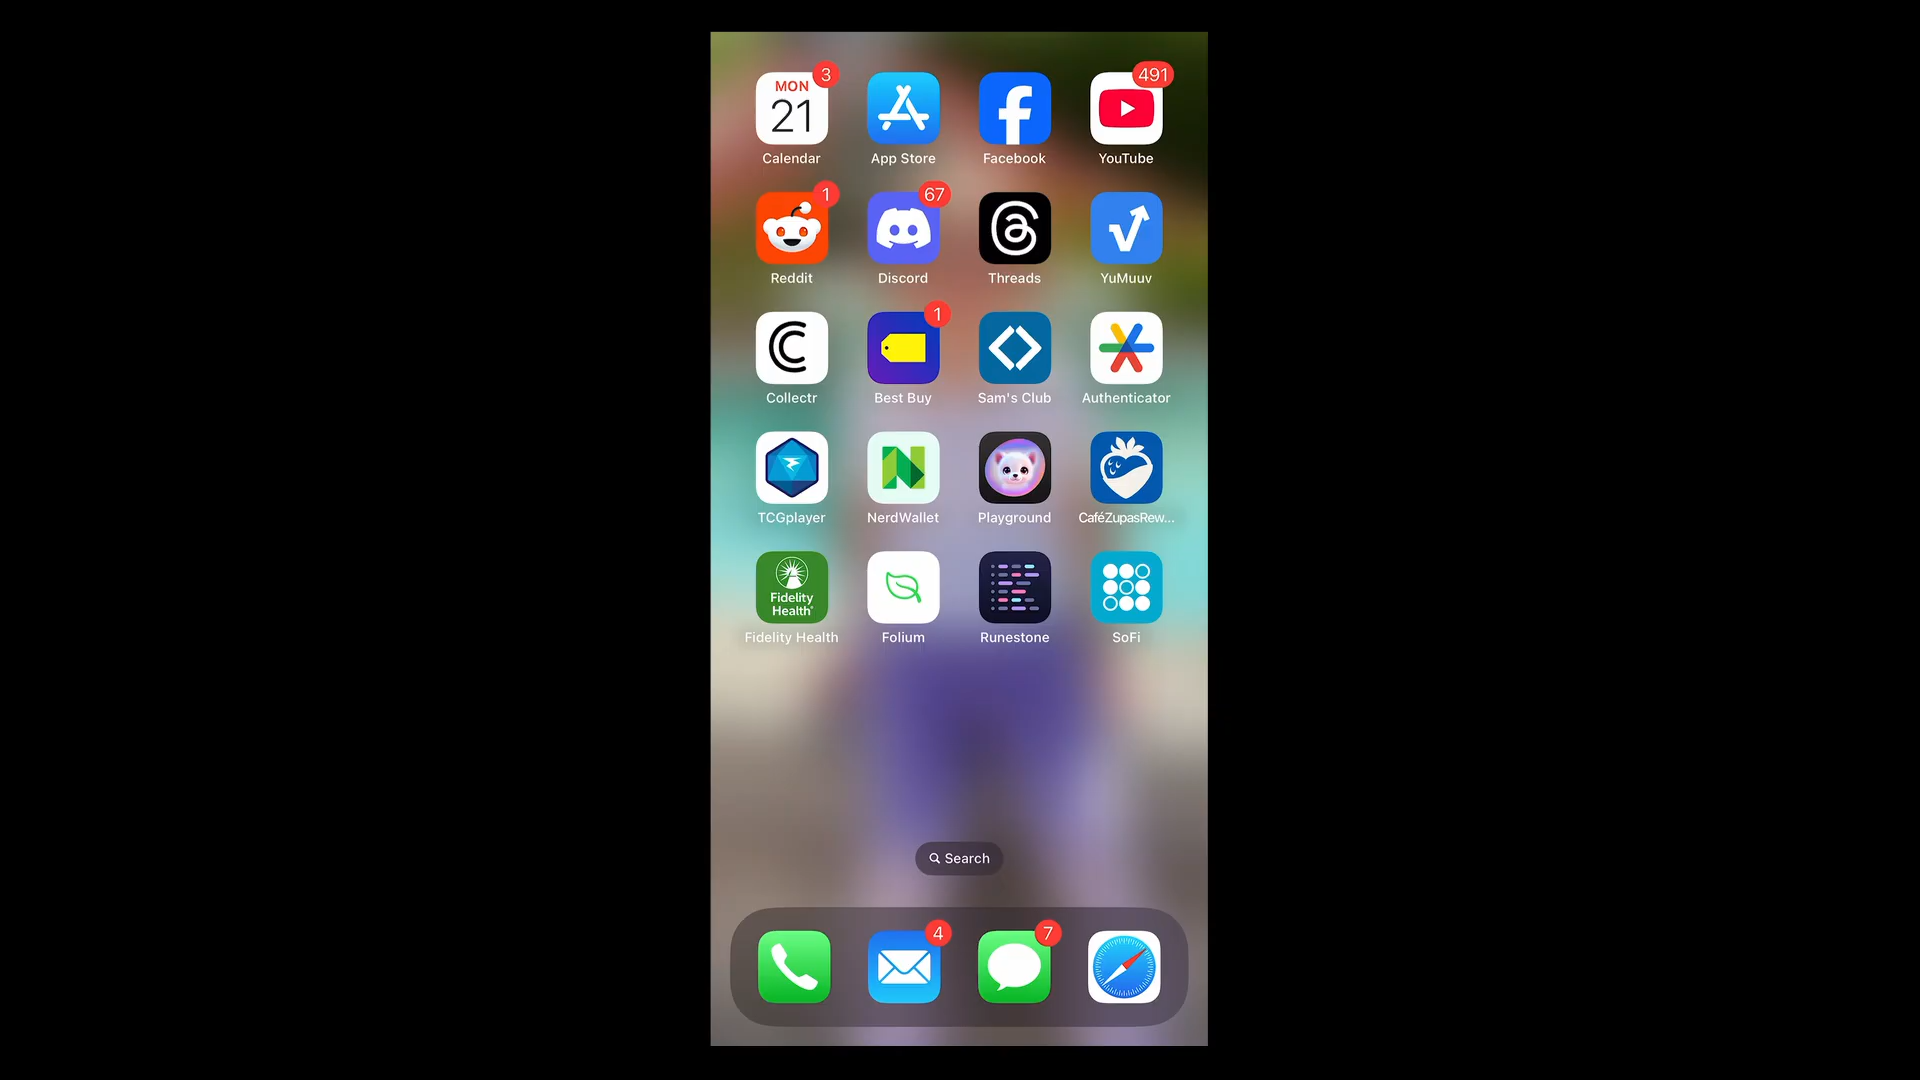 3
491
MON
21
Calendar
App Store
Facebook
YouTube
1
67
Reddit
Discord
Threads
YuMuuv
1
Collectr
Best Buy
Sam's Club
Authenticator
TCGplayer
NerdWallet
Playground
CaféZupasRew...
Fidelity
Health
Fidelity Health
Folium
Runestone
SoFi
Search
4
7